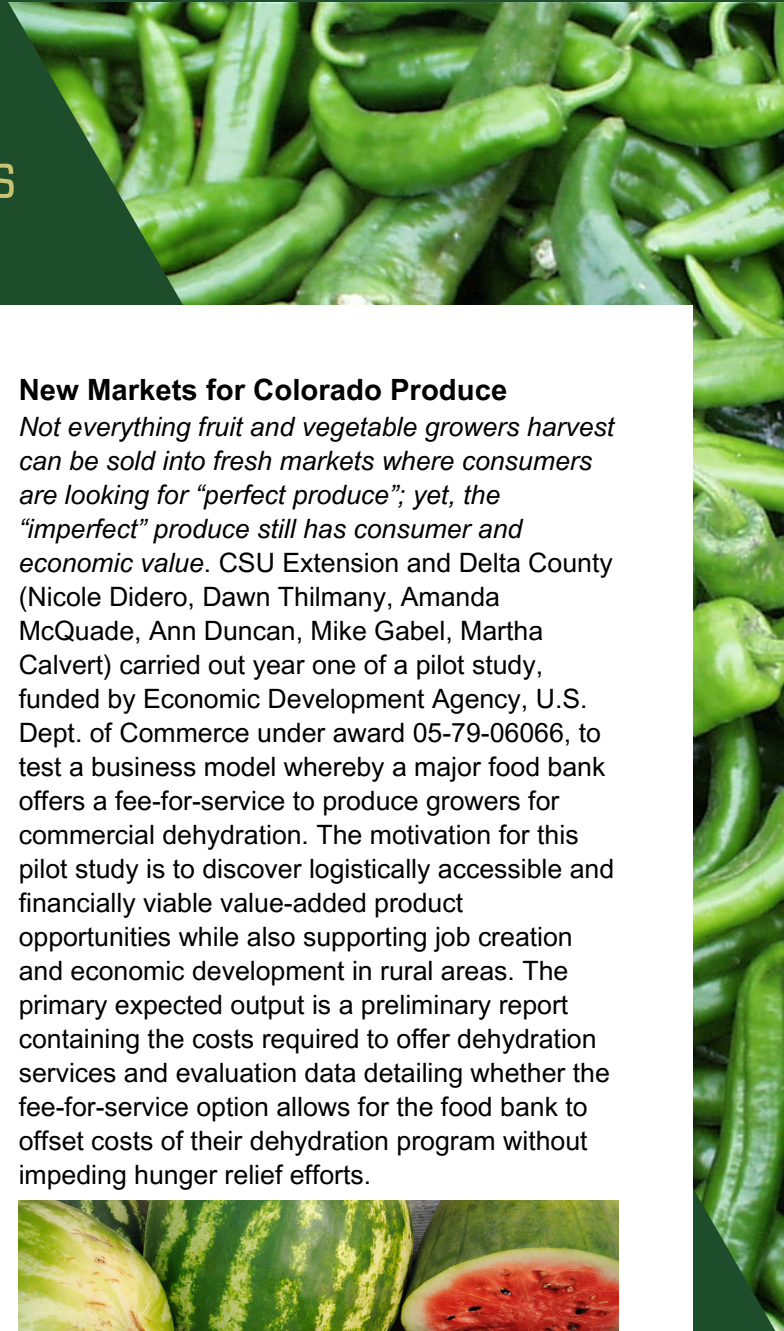 S
New Markets for Colorado Produce
Not everything fruit and vegetable growers harvest
can be sold into fresh markets where consumers
are looking for “perfect produce”; yet, the
“imperfect” produce still has consumer and
economic value. CSU Extension and Delta County
(Nicole Didero, Dawn Thilmany, Amanda
McQuade, Ann Duncan, Mike Gabel, Martha
Calvert) carried out year one of a pilot study,
funded by Economic Development Agency, U.S.
Dept. of Commerce under award 05-79-06066, to
test a business model whereby a major food bank
offers a fee-for-service to produce growers for
commercial dehydration. The motivation for this
pilot study is to discover logistically accessible and
financially viable value-added product
opportunities while also supporting job creation
and economic development in rural areas. The
primary expected output is a preliminary report
containing the costs required to offer dehydration
services and evaluation data detailing whether the
fee-for-service option allows for the food bank to
offset costs of their dehydration program without
impeding hunger relief efforts.